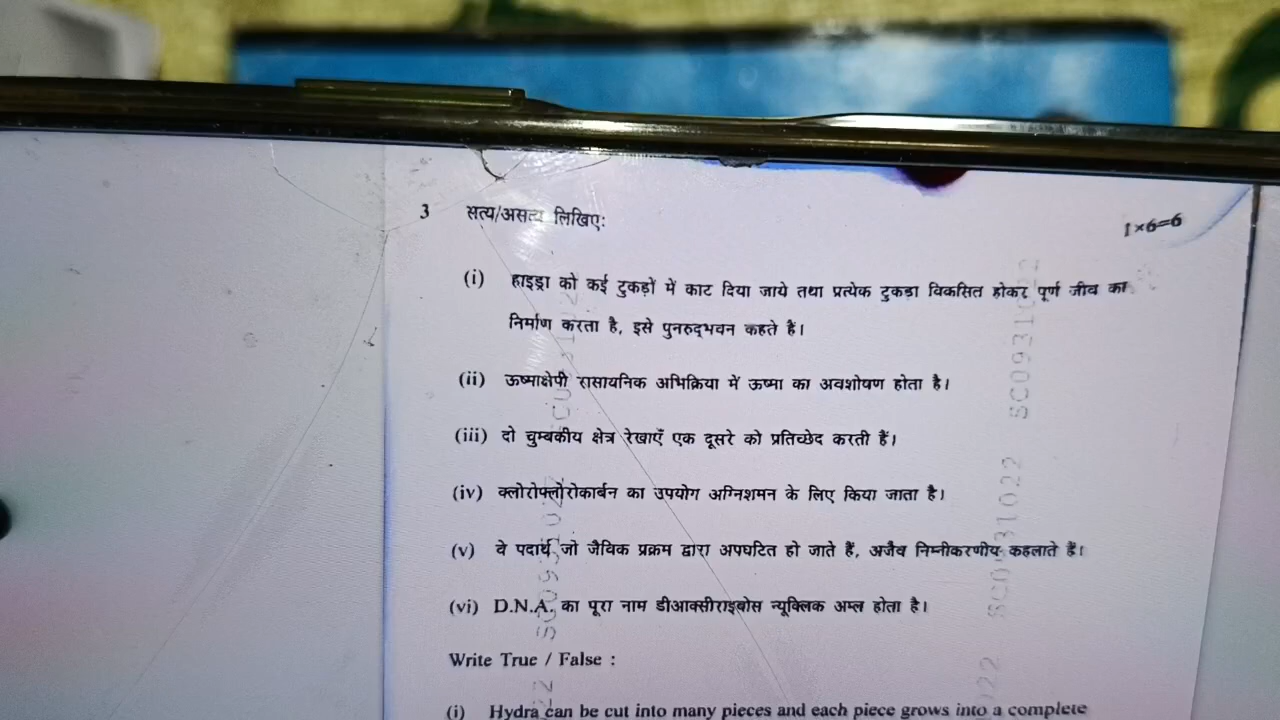 3 सत्य/असत्य लिखिए: 1×6=6
(i) हाइड्रा को कई टुकड़ों में काट दिया जाये तथा प्रत्येक टुकड़ा विकसित होकर पूर्ण जीव का
निर्माण करता है, इसे पुनरुद्भवन कहते हैं।
(ii) ऊष्माक्षेपी रासायनिक अभिक्रिया में ऊष्मा का अवशोषण होता है।
(iii) दो चुम्बकीय क्षेत्र रेखाएँ एक दूसरे को प्रतिच्छेद करती हैं।
(iv) क्लोरोफ्लोरोकार्बन का उपयोग अग्निशमन के लिए किया जाता है।
(v) वे पदार्थ जो जैविक प्रक्रम द्वारा अपघटित हो जाते हैं, अजैव निम्नीकरणीय कहलाते हैं।
(vi) D.N.A. का पूरा नाम डीआक्सीराइबोस न्यूक्लिक अम्ल होता है।
Write True / False :
(i) Hydra can be cut into many pieces and each piece grows into a complete